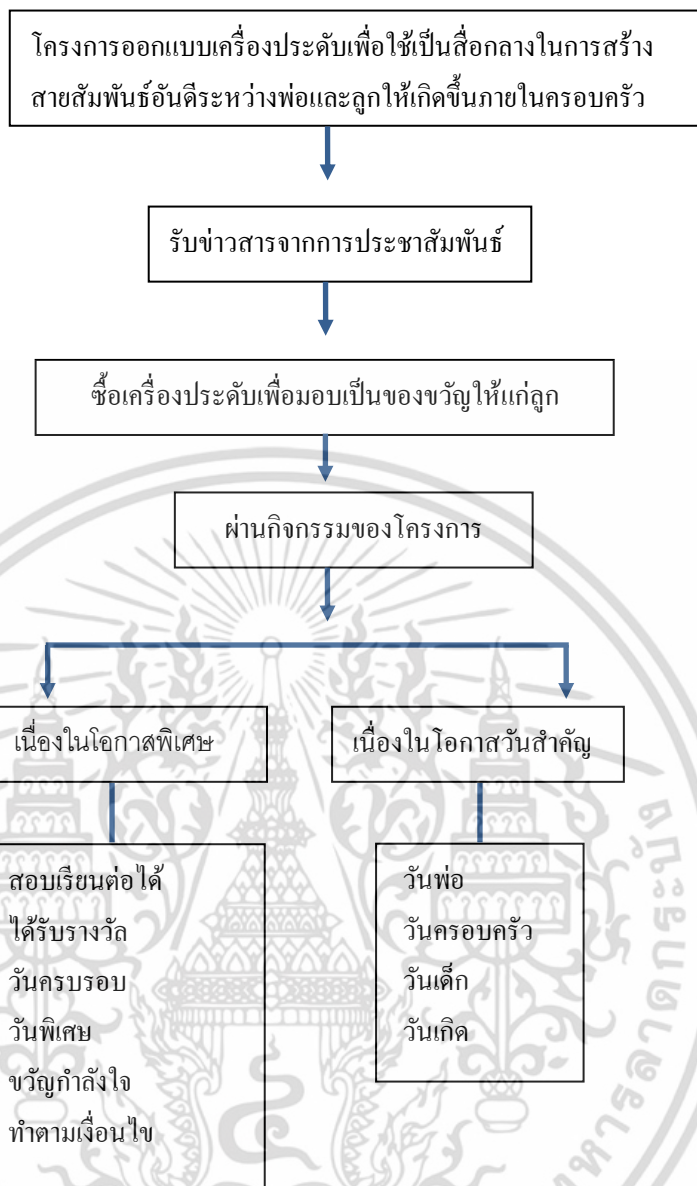 โครงการออกแบบเครื่องประดับเพื่อใช้เป็นสื่อกลางในการสร้าง
สายสัมพันธ์อันดีระหว่างพ่อและลูกให้เกิดขึ้นภายในครอบครัว
รับข่าวสารจากการประชาสัมพันธ์
ซื้อเครื่องประดับเพื่อมอบเป็นของขวัญให้แก่ลูก
ผ่านกิจกรรมของโครงการ
เนื่องในโอกาสพิเศษ
สอบเรียนต่อได้
ได้รับรางวัล
วันครบรอบ
วันพิเศษ
ขวัญกำลังใจ
ทำตามเงื่อนไข
เนื่องในโอกาสวันสำคัญ
วันพ่อ
วันครอบครัว
วันเด็ก
วันเกิด